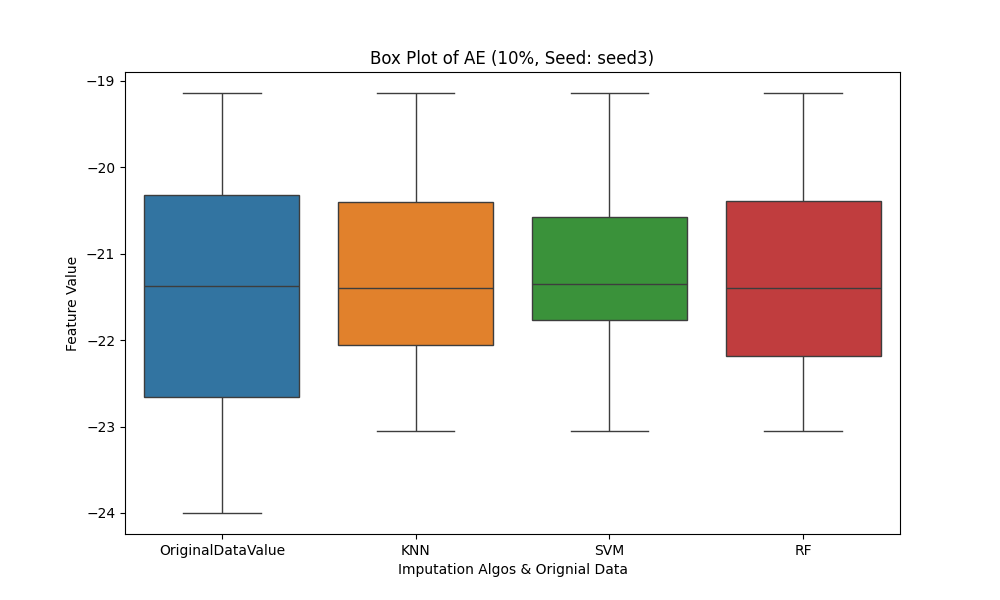 Box Plot of AE (10%, Seed: seed3)
−19
−20
−21
−22
−23
−24
Feature Value
OriginalDataValue KNN SVM RF
Imputation Algos & Orignial Data